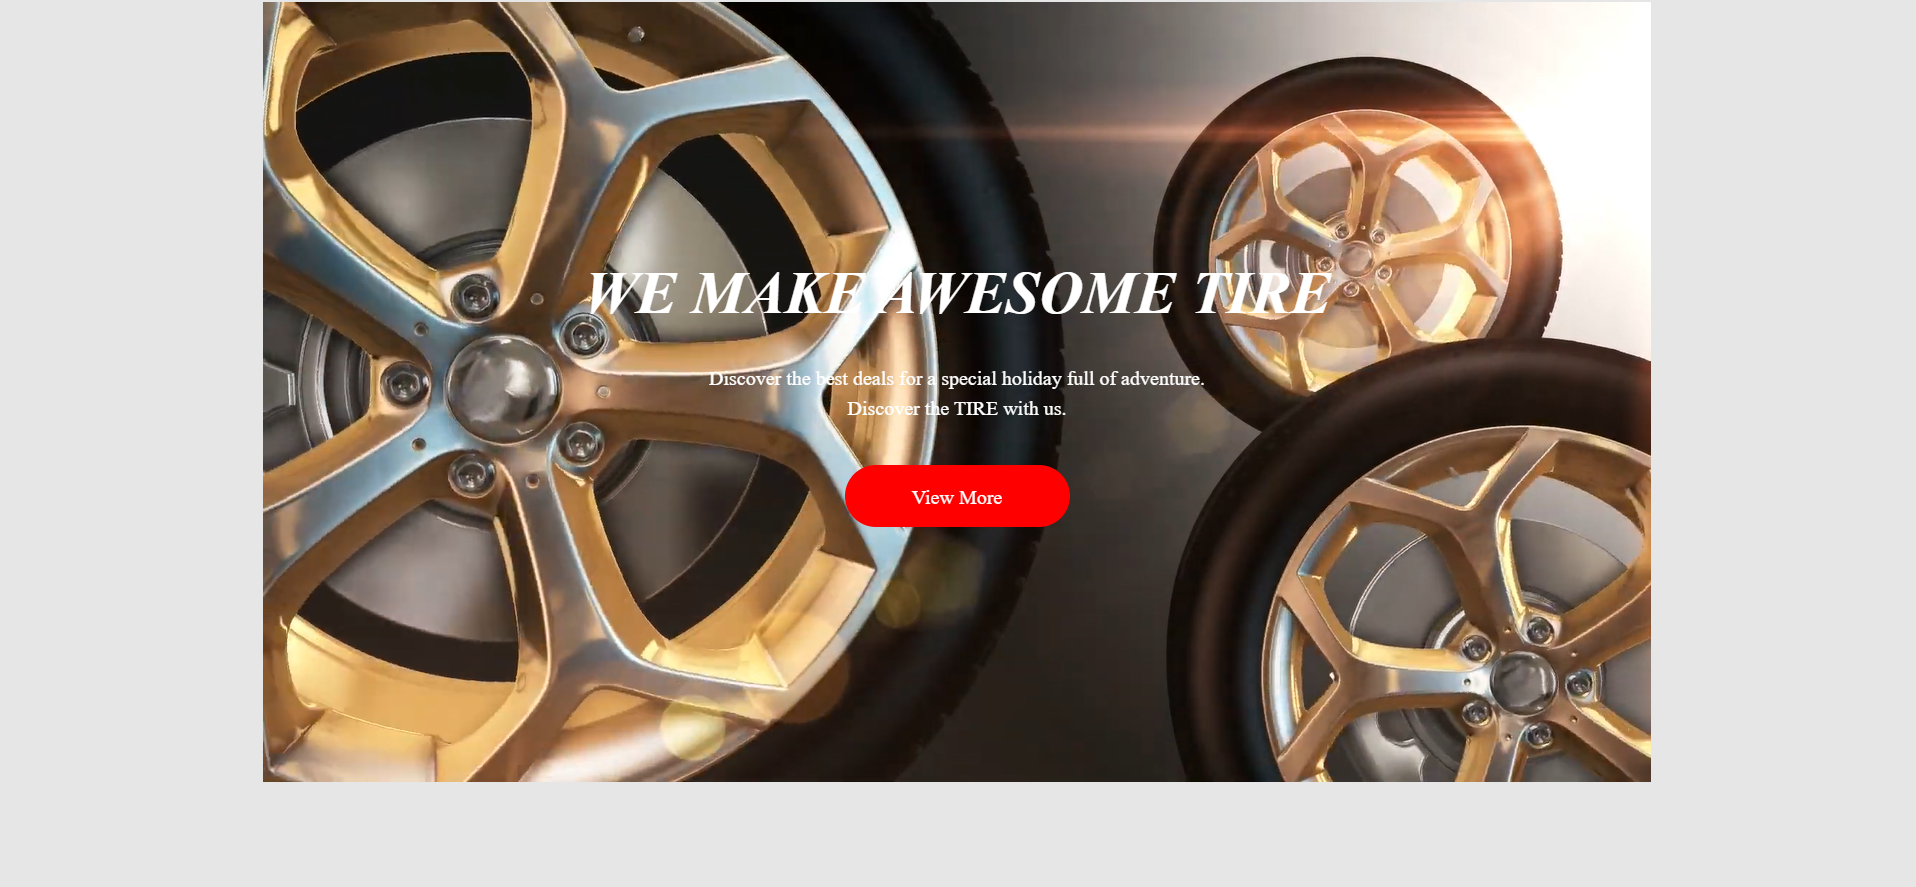 WE MAKE AWESOME TIRE
Discover the best deals for a special holiday full of adventure.
Discover the TIRE with us.
View More